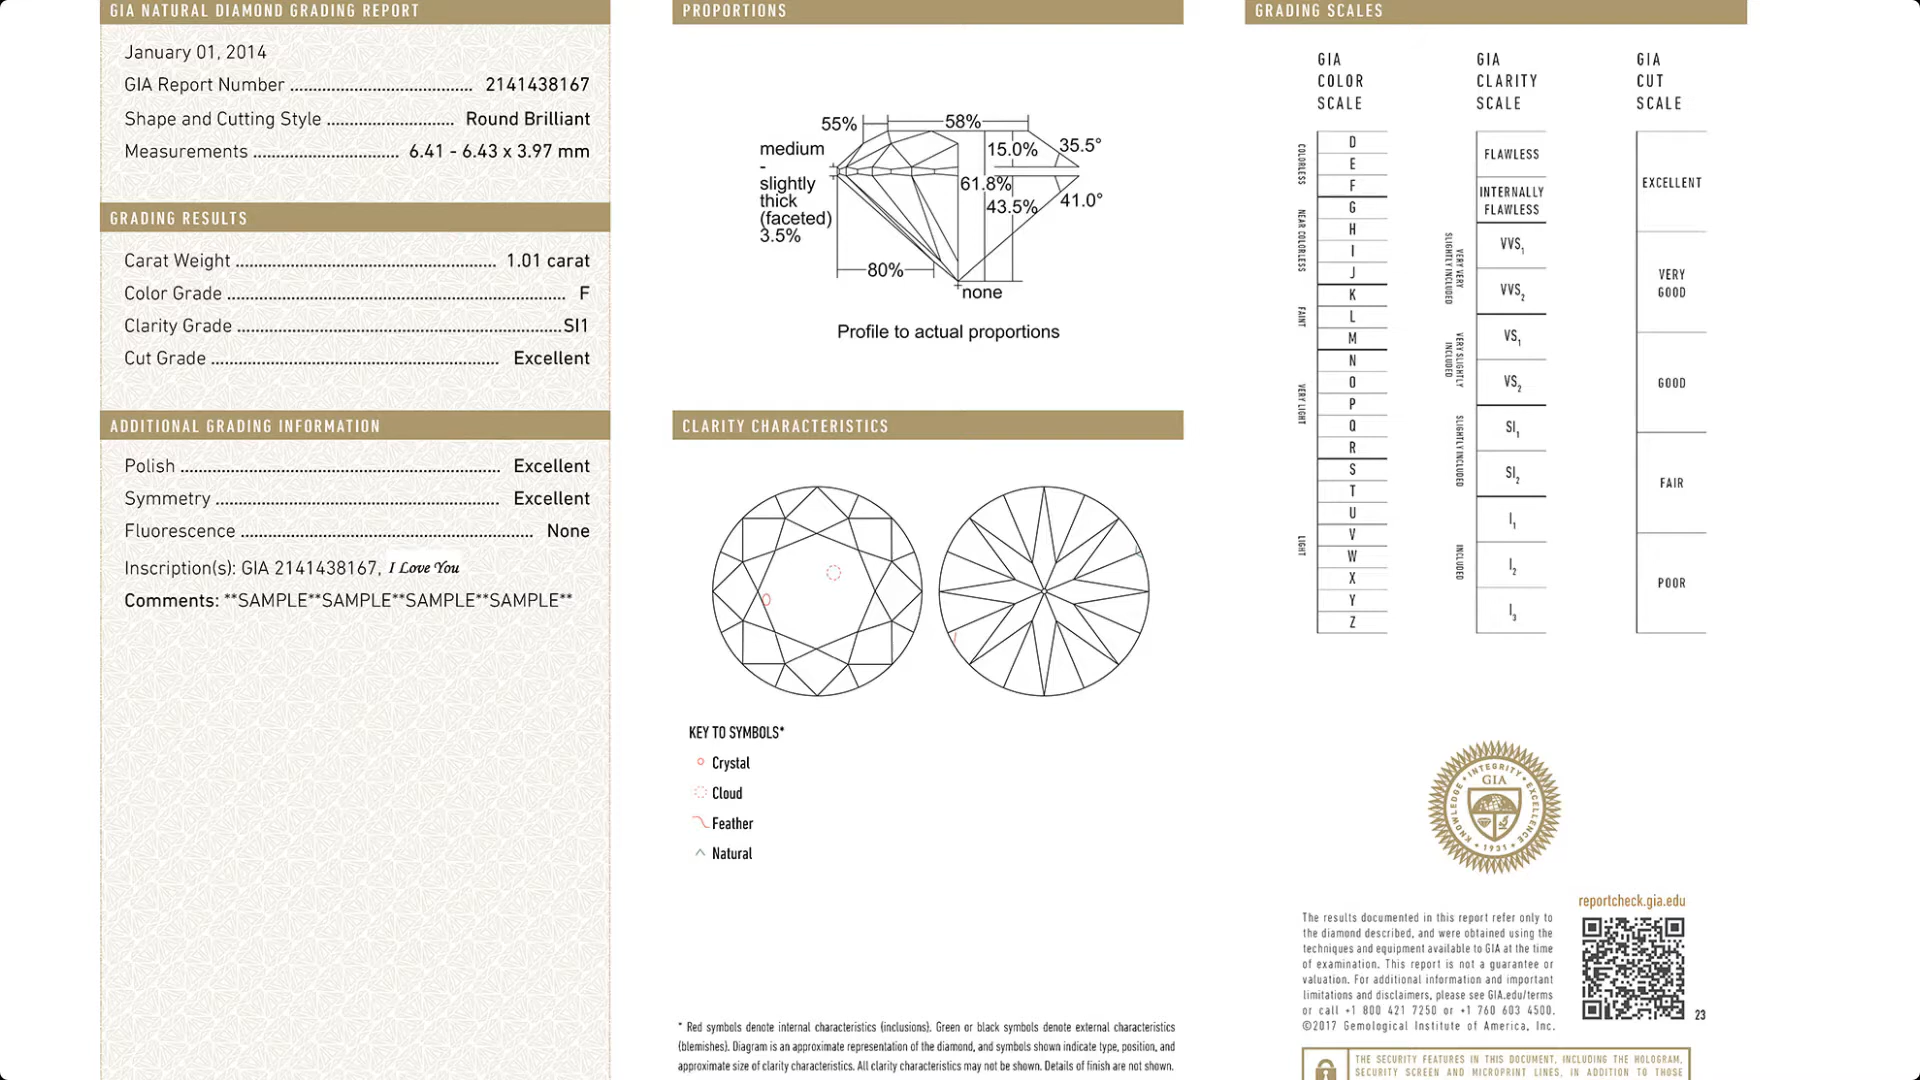 GIA NATURAL DIAMOND GRADING REPORT
January 01, 2014
GIA Report Number ........................................ 2141438167
Shape and Cutting Style ............................ Round Brilliant
Measurements ................................ 6.41 - 6.43 x 3.97 mm
GRADING RESULTS
Carat Weight ......................................................... 1.01 carat
Color Grade .......................................................................... F
Clarity Grade .......................................................................SI1
Cut Grade ............................................................... Excellent
ADDITIONAL GRADING INFORMATION
Polish ...................................................................... Excellent
Symmetry .............................................................. Excellent
Fluorescence ................................................................ None
Inscription(s): GIA 2141438167, I Love You
Comments: **SAMPLE**SAMPLE**SAMPLE**SAMPLE**
PROPORTIONS
55%
58%
medium
-
slightly
thick
(faceted)
3.5%
15.0%
35.5°
61.8%
43.5%
41.0°
80%
none
Profile to actual proportions
CLARITY CHARACTERISTICS
KEY TO SYMBOLS*
Crystal
Cloud
Feather
Natural
* Red symbols denote internal characteristics (inclusions). Green or black symbols denote external characteristics
(blemishes). Diagram is an approximate representation of the diamond, and symbols shown indicate type, position, and
approximate size of clarity characteristics. All clarity characteristics may not be shown. Details of finish are not shown.
GRADING SCALES
GIA
COLOR
SCALE
COLORLESS
D
E
F
NEAR COLORLESS
G
H
I
J
FAINT
K
L
M
VERY LIGHT
N
O
P
Q
R
LIGHT
S
T
U
V
W
X
Y
Z
GIA
CLARITY
SCALE
FLAWLESS
INTERNALLY
FLAWLESS
VERY VERY
SLIGHTLY INCLUDED
VVS1
VVS2
VERY SLIGHTLY
INCLUDED
VS1
VS2
SLIGHTLY INCLUDED
SI1
SI2
INCLUDED
I1
I2
I3
GIA
CUT
SCALE
EXCELLENT
VERY
GOOD
GOOD
FAIR
POOR
KNOWLEDGE • INTEGRITY • EXCELLENCE • 1931 •
GIA
reportcheck.gia.edu
The results documented in this report refer only to
the diamond described, and were obtained using the
techniques and equipment available to GIA at the time
of examination. This report is not a guarantee or
valuation. For additional information and important
limitations and disclaimers, please see GIA.edu/terms
or call +1 800 421 7250 or +1 760 603 4500.
©2017 Gemological Institute of America, Inc.
23
THE SECURITY FEATURES IN THIS DOCUMENT, INCLUDING THE HOLOGRAM,
SECURITY SCREEN AND MICROPRINT LINES, IN ADDITION TO THOSE